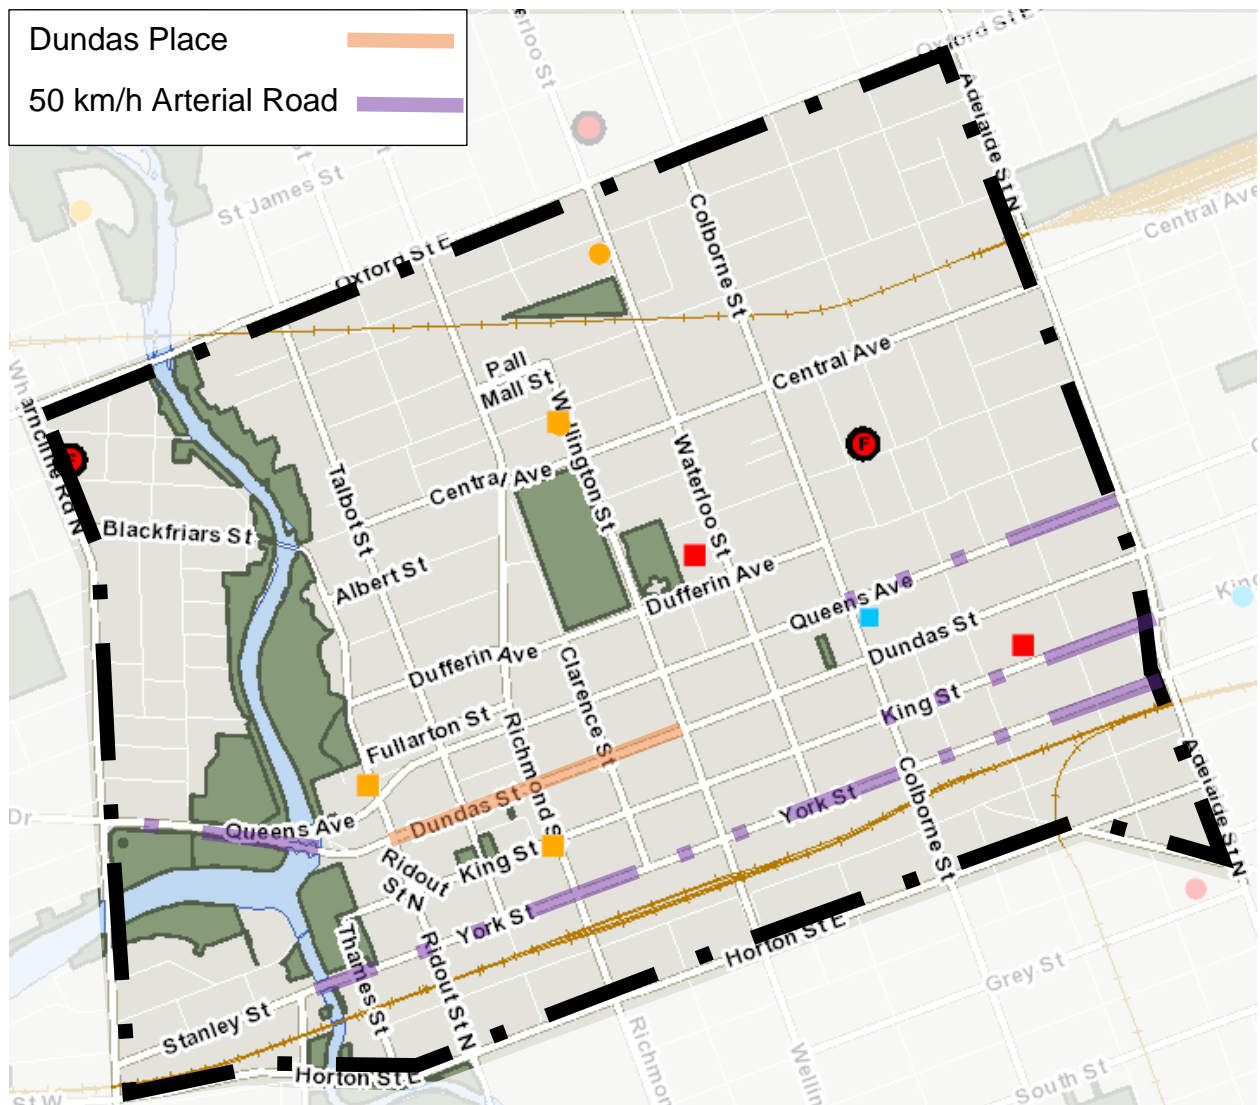 Dundas Place
50 km/h Arterial Road
Oxford St E
Adelaide St N
Central Ave
St James St
Colborne St
Oxford St E
Central Ave
Pall
Mall St
Wharncliffe Rd N
Talbot St
Central Ave
Waterloo St
Blackfriars St
Albert St
Dufferin Ave
Queens Ave
Dundas St
Dufferin Ave
Clarence St
King St
Fullarton St
Richmond S
Dundas St
Queens Ave
Dr
King St
Ridout
St N
York St
Colborne St
Adelaide St N
York St
Thames St
Ridout St N
Horton St E
Grey St
Stanley St
Horton St E
South St
St W